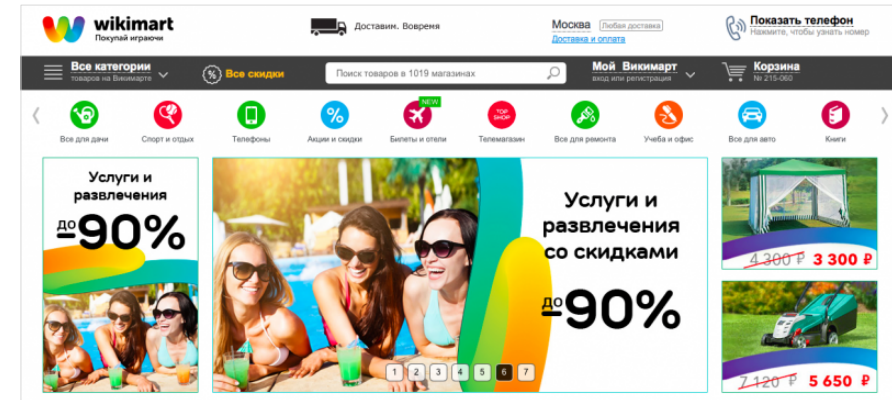 wikimart
Покупай играючи
Доставим. Вовремя
Москва Любая доставка
Доставка и оплата
Показать телефон
Нажмите, чтобы узнать номер
Все категории
товаров на Викимарте
% Все скидки
Поиск товаров в 1019 магазинах
Мой Викимарт
вход или регистрация
Корзина
№ 215-060
%
NEW
TOP SHOP
Все для дачи
Спорт и отдых
Телефоны
Акции и скидки
Билеты и отели
Телемагазин
Все для ремонта
Учеба и офис
Все для авто
Книги
Услуги и
развлечения
до
-90%
Услуги и
развлечения
со скидками
до
-90%
1 2 3 4 5 6 7
4 300 ₽ 3 300 ₽
7 120 ₽ 5 650 ₽